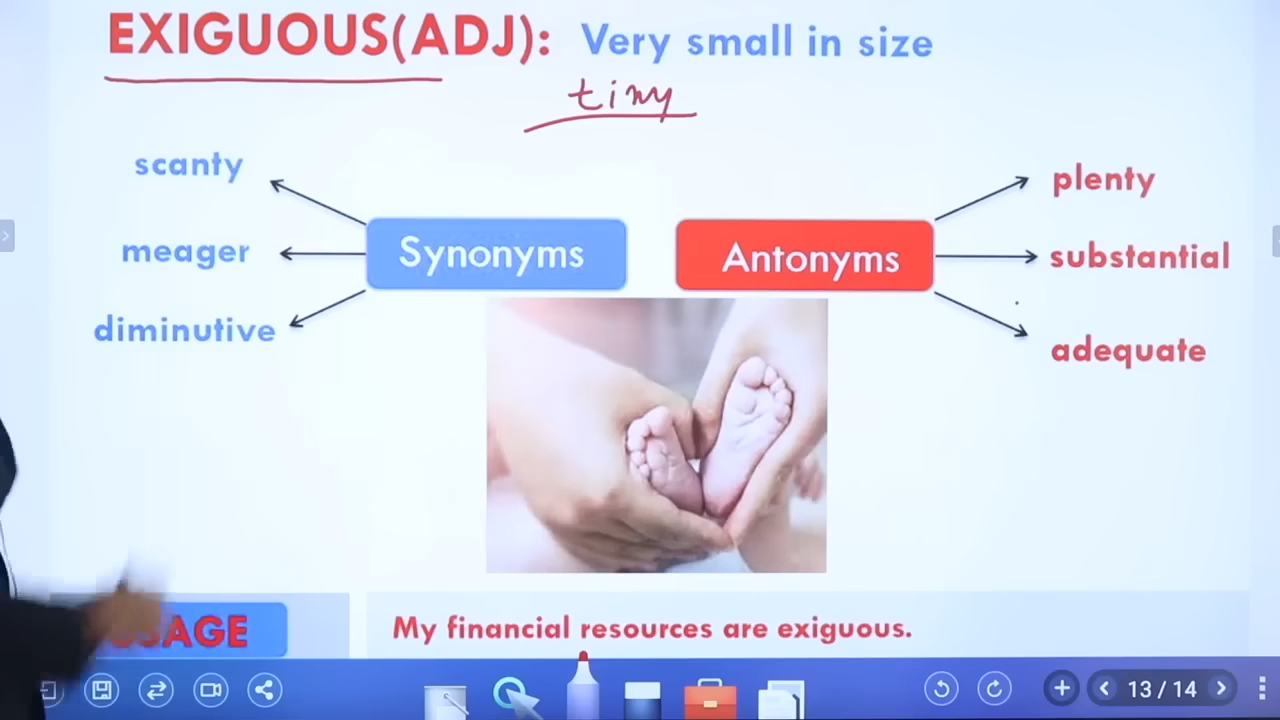 EXIGUOUS(ADJ): Very small in size
tiny
scanty
meager
diminutive
Synonyms
Antonyms
plenty
substantial
adequate
My financial resources are exiguous.
13 / 14